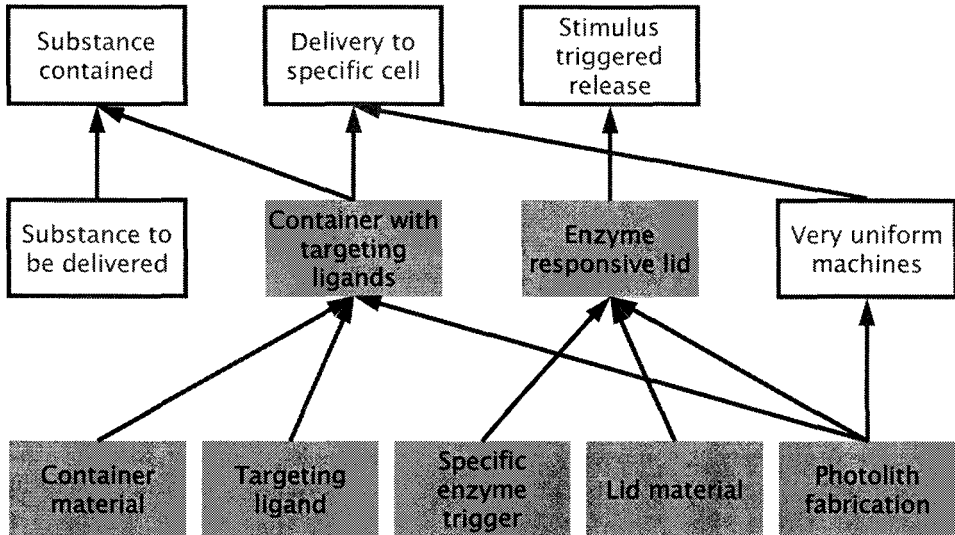 Substance
contained
Delivery to
specific cell
Stimulus
triggered
release
Substance to
be delivered
Container with
targeting
ligands
Enzyme
responsive lid
Very uniform
machines
Container
material
Targeting
ligand
Specific
enzyme
trigger
Lid material
Photolith
fabrication